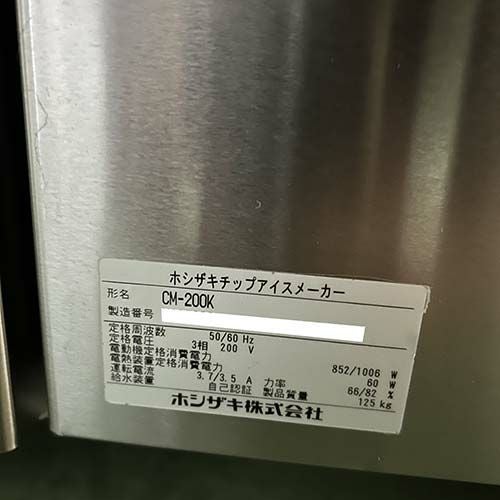 ホシザキチップアイスメーカー
形名 CM-200K
製造番号
定格周波数 50/60 Hz
定格電圧 3相 200 V
電動機定格消費電力 852/1006 W
電熱装置定格消費電力 60 W
運転電流 3.7/3.5 A 力率 66/82 %
給水装置 自己認証 製品質量 125 kg
ホシザキ株式会社